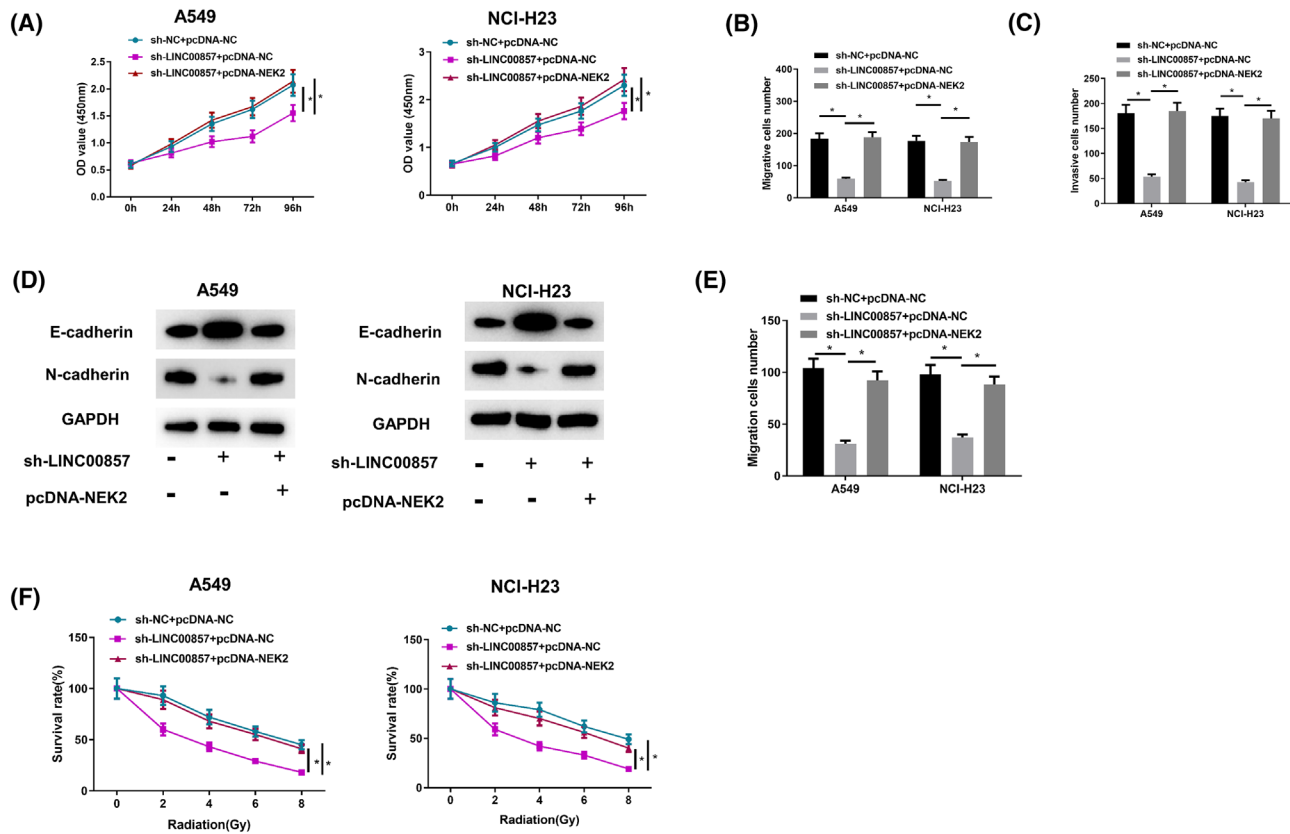 (A)
A549
sh-NC+pcDNA-NC
sh-LINC00857+pcDNA-NC
sh-LINC00857+pcDNA-NEK2
OD value (450nm)
2.5
2.0
1.5
1.0
0.5
0.0
0h
24h
48h
72h
96h
*
*
NCI-H23
sh-NC+pcDNA-NC
sh-LINC00857+pcDNA-NC
sh-LINC00857+pcDNA-NEK2
OD value (450nm)
3
2
1
0
0h
24h
48h
72h
96h
*
*
(B)
sh-NC+pcDNA-NC
sh-LINC00857+pcDNA-NC
sh-LINC00857+pcDNA-NEK2
Migrative cells number
400
300
200
100
0
*
*
*
*
A549
NCI-H23
(C)
sh-NC+pcDNA-NC
sh-LINC00857+pcDNA-NC
sh-LINC00857+pcDNA-NEK2
Invasive cells number
250
200
150
100
50
0
*
*
*
*
A549
NCI-H23
(D)
A549
E-cadherin
N-cadherin
GAPDH
sh-LINC00857
- + +
pcDNA-NEK2
- - +
NCI-H23
E-cadherin
N-cadherin
GAPDH
sh-LINC00857
- + +
pcDNA-NEK2
- - +
(E)
sh-NC+pcDNA-NC
sh-LINC00857+pcDNA-NC
sh-LINC00857+pcDNA-NEK2
Migration cells number
150
100
50
0
*
*
*
*
A549
NCI-H23
(F)
A549
sh-NC+pcDNA-NC
sh-LINC00857+pcDNA-NC
sh-LINC00857+pcDNA-NEK2
Survival rate(%)
150
100
50
0
0
2
4
6
8
Radiation(Gy)
*
*
NCI-H23
sh-NC+pcDNA-NC
sh-LINC00857+pcDNA-NC
sh-LINC00857+pcDNA-NEK2
Survival rate(%)
150
100
50
0
0
2
4
6
8
Radiation(Gy)
*
*